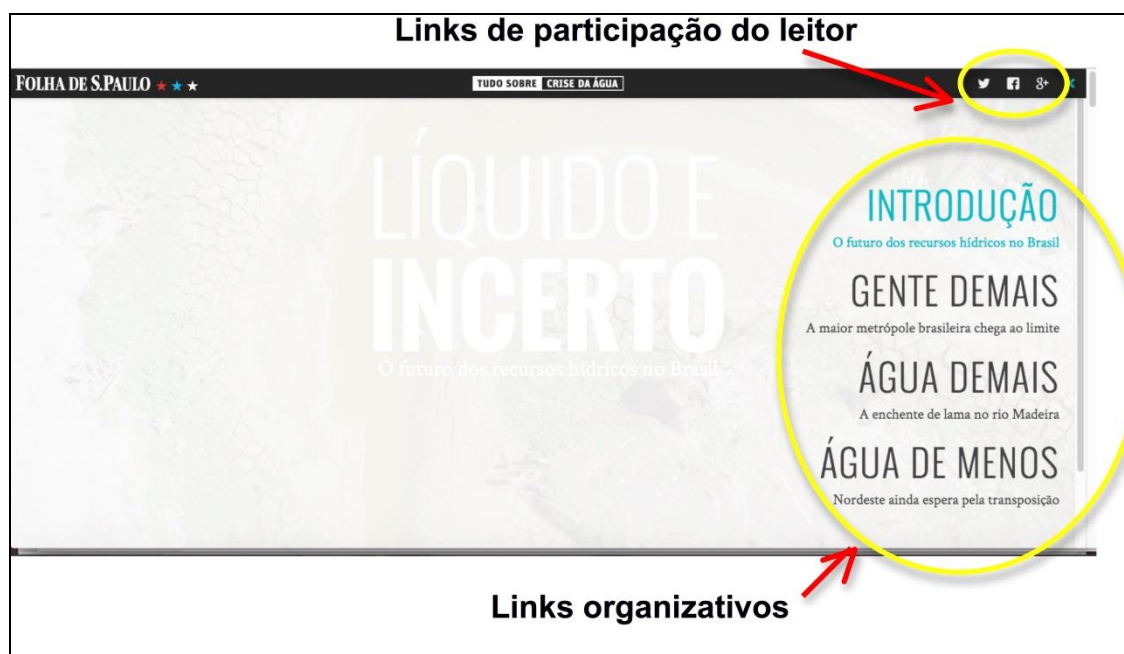 Links de participação do leitor
FOLHA DE S.PAULO
TUDO SOBRE CRISE DA ÁGUA
8+
LÍQUIDO E
INCERTO
O futuro dos recursos hídricos no Brasil
INTRODUÇÃO
O futuro dos recursos hídricos no Brasil
GENTE DEMAIS
A maior metrópole brasileira chega ao limite
ÁGUA DEMAIS
A enchente de lama no rio Madeira
ÁGUA DE MENOS
Nordeste ainda espera pela transposição
Links organizativos